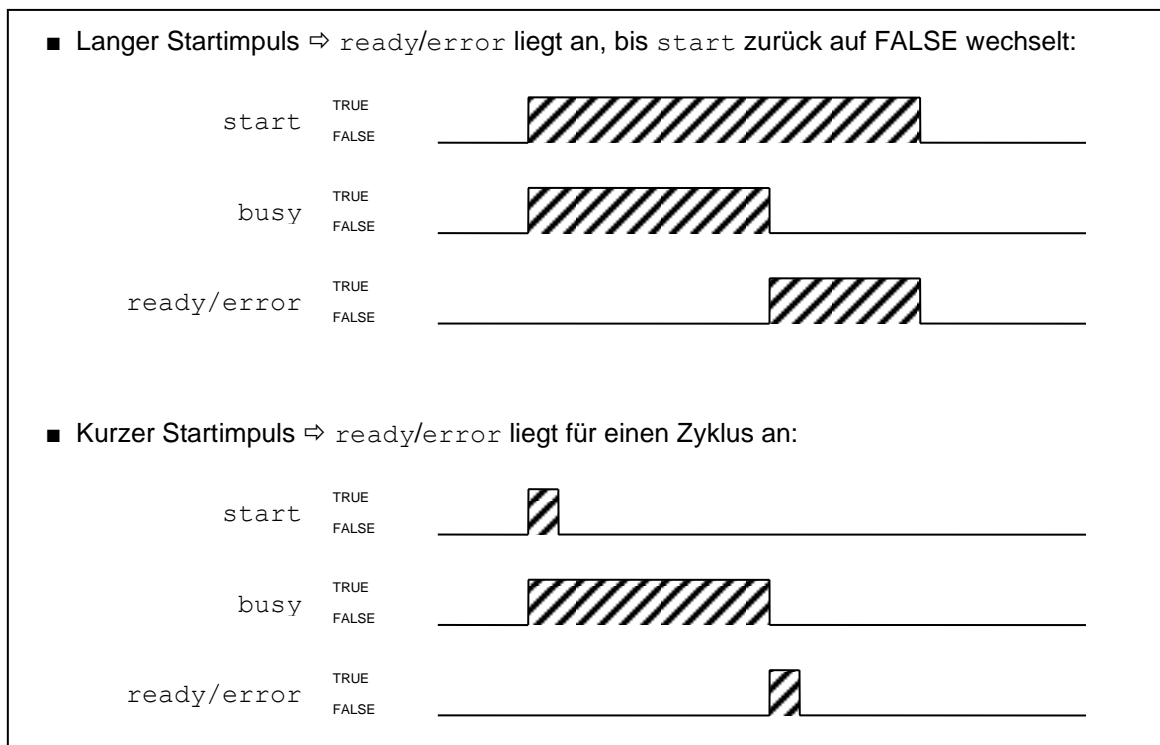 ■ Langer Startimpuls ⇨ ready/error liegt an, bis start zurück auf FALSE wechselt:
TRUE
start
FALSE
TRUE
busy
FALSE
TRUE
ready/error
FALSE
■ Kurzer Startimpuls ⇨ ready/error liegt für einen Zyklus an:
TRUE
start
FALSE
TRUE
busy
FALSE
TRUE
ready/error
FALSE